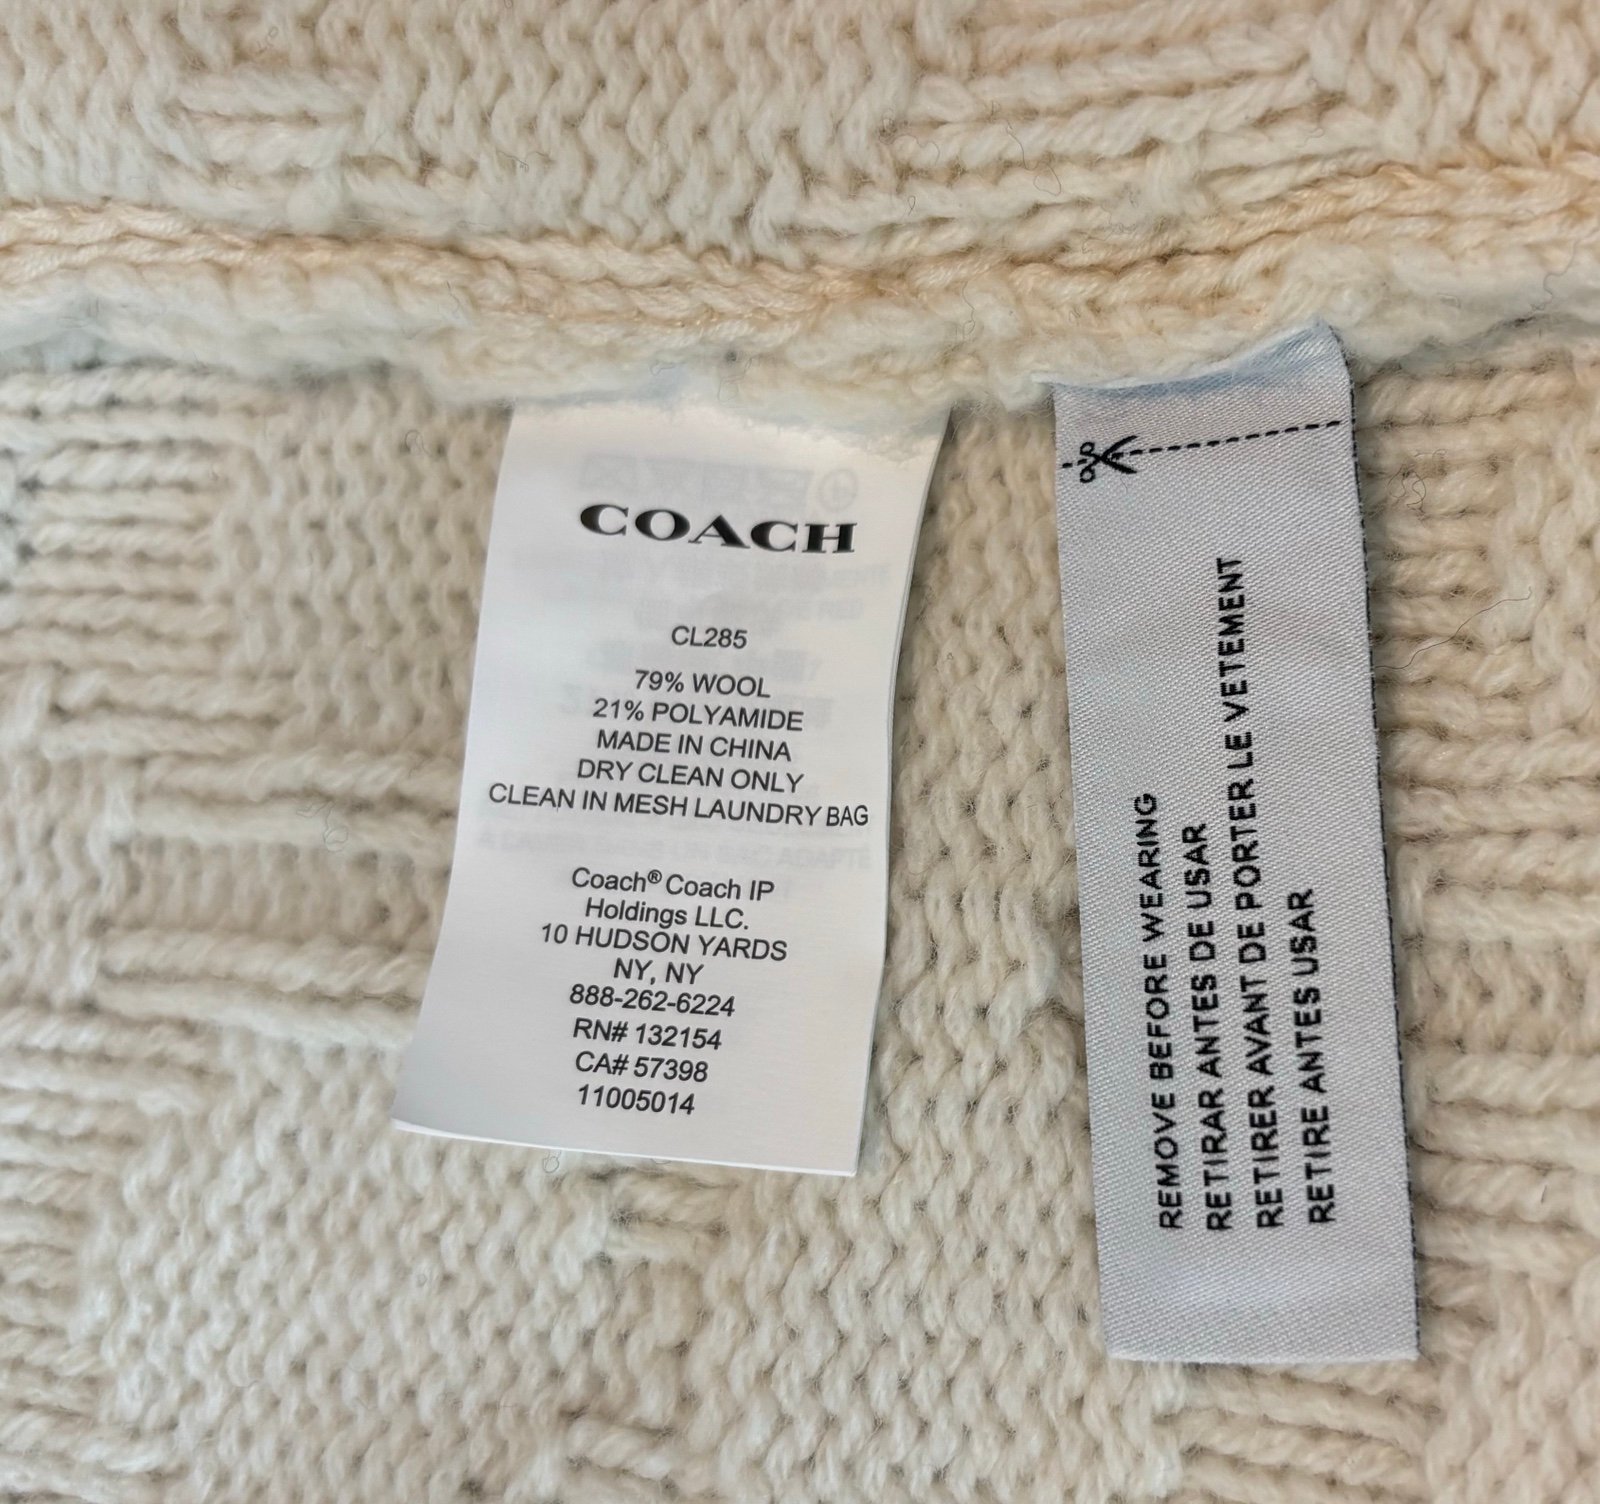 COACH
CL285
79% WOOL
21% POLYAMIDE
MADE IN CHINA
DRY CLEAN ONLY
CLEAN IN MESH LAUNDRY BAG
Coach® Coach IP
Holdings LLC.
10 HUDSON YARDS
NY, NY
888-262-6224
RN# 132154
CA# 57398
11005014
REMOVE BEFORE WEARING
RETIRAR ANTES DE USAR
RETIRER AVANT DE PORTER LE VETEMENT
RETIRE ANTES USAR